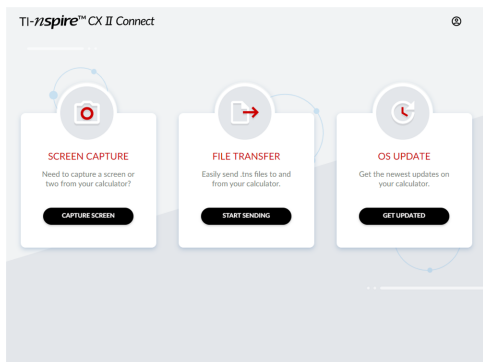 TI-nspire™ CX II Connect
SCREEN CAPTURE
Need to capture a screen or
two from your calculator?
CAPTURE SCREEN
FILE TRANSFER
Easily send .tns files to and
from your calculator.
START SENDING
OS UPDATE
Get the newest updates on
your calculator.
GET UPDATED